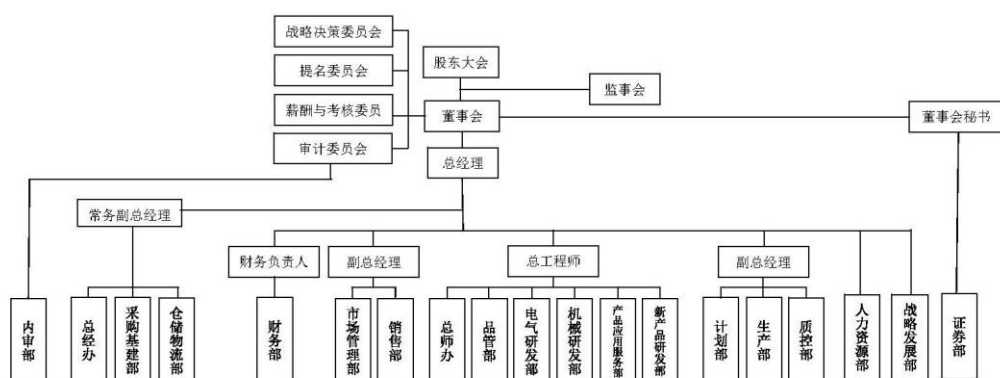 战略决策委员会
提名委员会
薪酬与考核委员
审计委员会
股东大会
监事会
董事会
董事会秘书
总经理
常务副总经理
财务负责人
副总经理
总工程师
副总经理
内审部
总经办
采购基建部
仓储物流部
财务部
市场管理部
销售部
总师办
品管部
电气研发部
机械研发部
产品应用服务部
新产品研发部
计划部
生产部
质控部
人力资源部
战略发展部
证券部